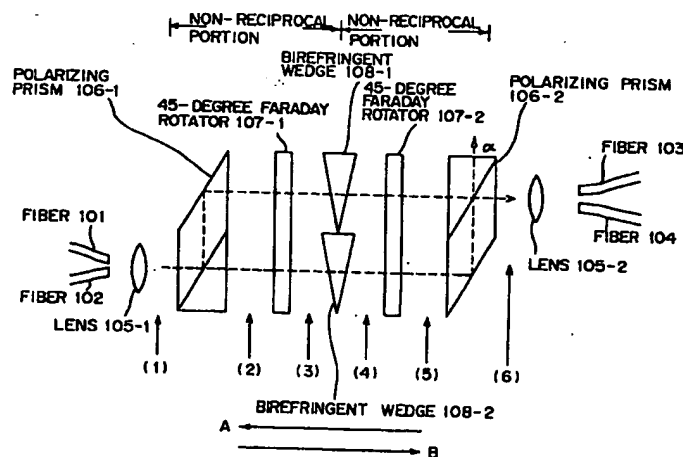 NON-RECIPROCAL
PORTION
NON-RECIPROCAL
PORTION
POLARIZING
PRISM 106-1
BIREFRINGENT
WEDGE 108-1
45-DEGREE FARADAY
ROTATOR 107-1
45-DEGREE
FARADAY
ROTATOR 107-2
POLARIZING PRISM
106-2
α
FIBER 103
FIBER 101
FIBER 104
FIBER 102
LENS 105-2
LENS 105-1
(1)
(2)
(3)
(4)
(5)
(6)
BIREFRINGENT WEDGE 108-2
A
B